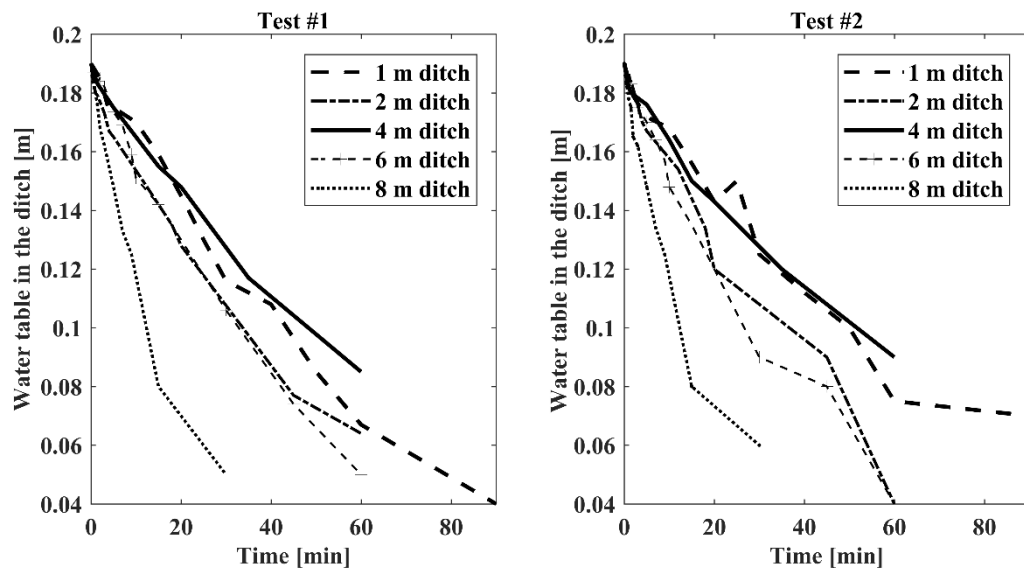 Test #1
Water table in the ditch [m]
0.2
0.18
0.16
0.14
0.12
0.1
0.08
0.06
0.04
0 20 40 60 80
Time [min]
1 m ditch
2 m ditch
4 m ditch
6 m ditch
8 m ditch
Test #2
Water table in the ditch [m]
0.2
0.18
0.16
0.14
0.12
0.1
0.08
0.06
0.04
0 20 40 60 80
Time [min]
1 m ditch
2 m ditch
4 m ditch
6 m ditch
8 m ditch